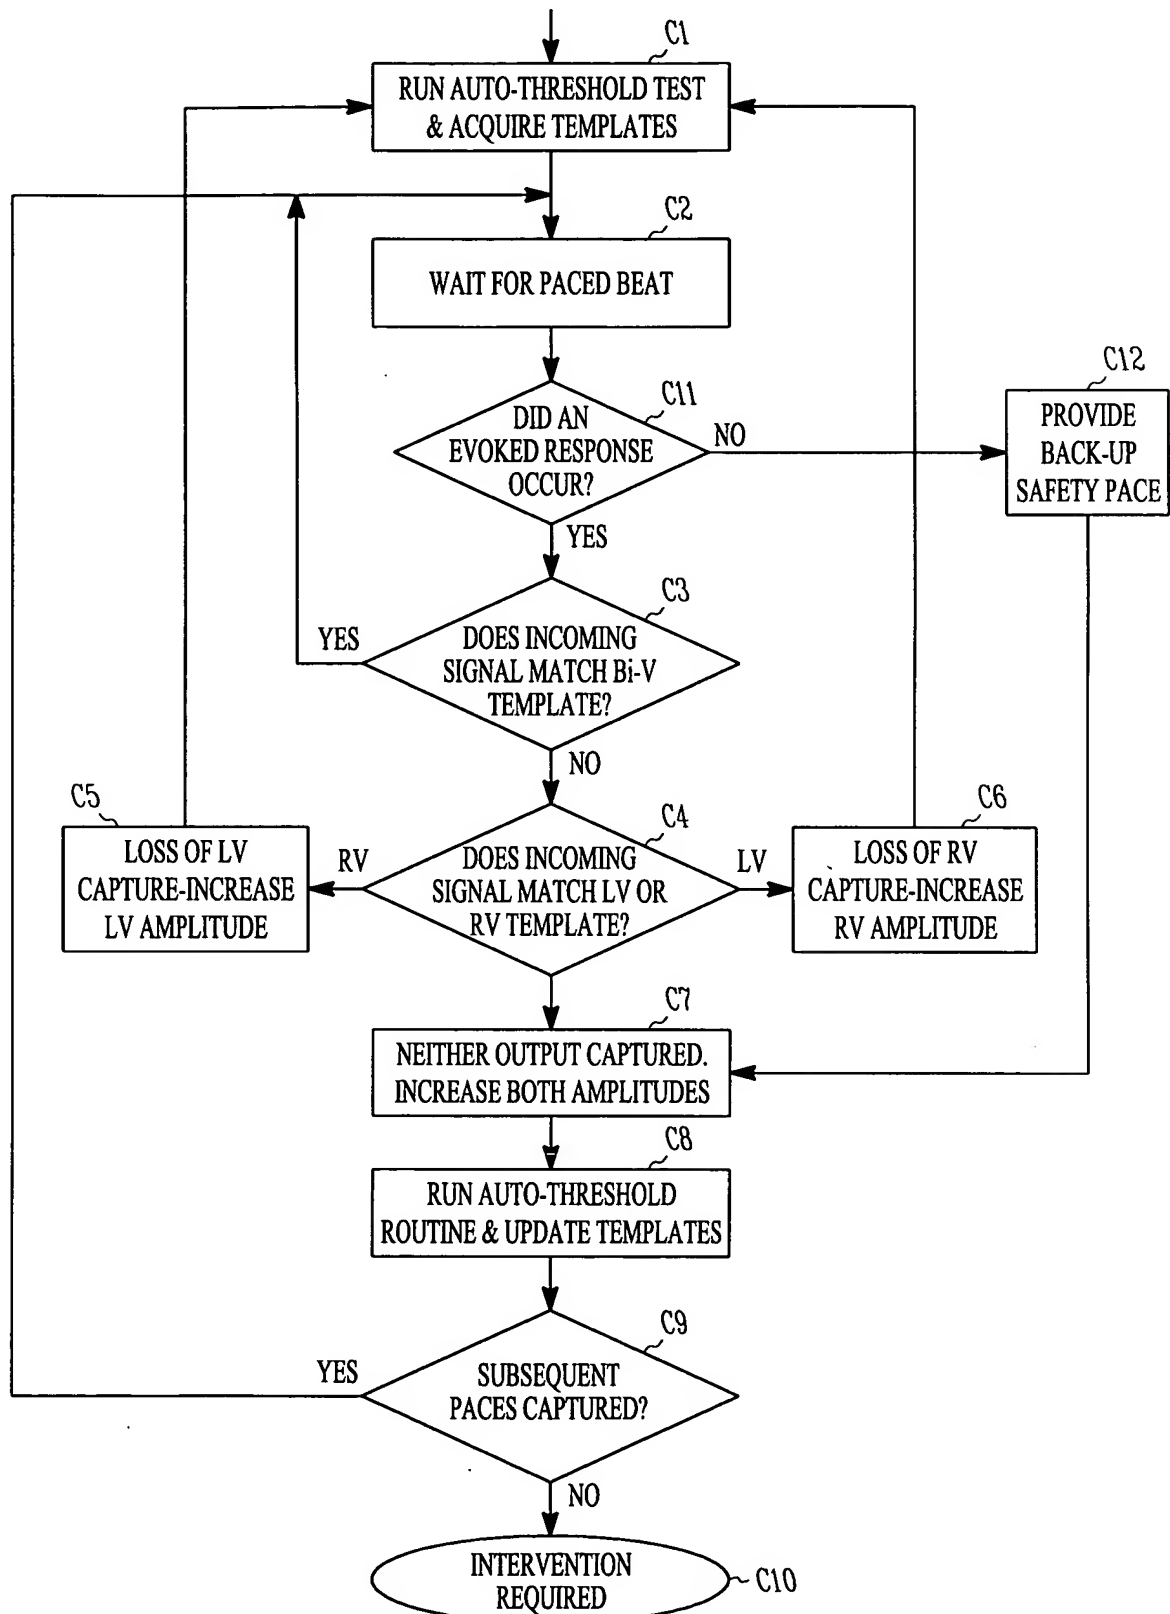 C1
RUN AUTO-THRESHOLD TEST
& ACQUIRE TEMPLATES
C2
WAIT FOR PACED BEAT
C11
DID AN
EVOKED RESPONSE
OCCUR?
NO
C12
PROVIDE
BACK-UP
SAFETY PACE
YES
C3
YES
DOES INCOMING
SIGNAL MATCH Bi-V
TEMPLATE?
NO
C5
LOSS OF LV
CAPTURE-INCREASE
LV AMPLITUDE
RV
C4
DOES INCOMING
SIGNAL MATCH LV OR
RV TEMPLATE?
LV
C6
LOSS OF RV
CAPTURE-INCREASE
RV AMPLITUDE
C7
NEITHER OUTPUT CAPTURED.
INCREASE BOTH AMPLITUDES
C8
RUN AUTO-THRESHOLD
ROUTINE & UPDATE TEMPLATES
C9
YES
SUBSEQUENT
PACES CAPTURED?
NO
INTERVENTION
REQUIRED
C10